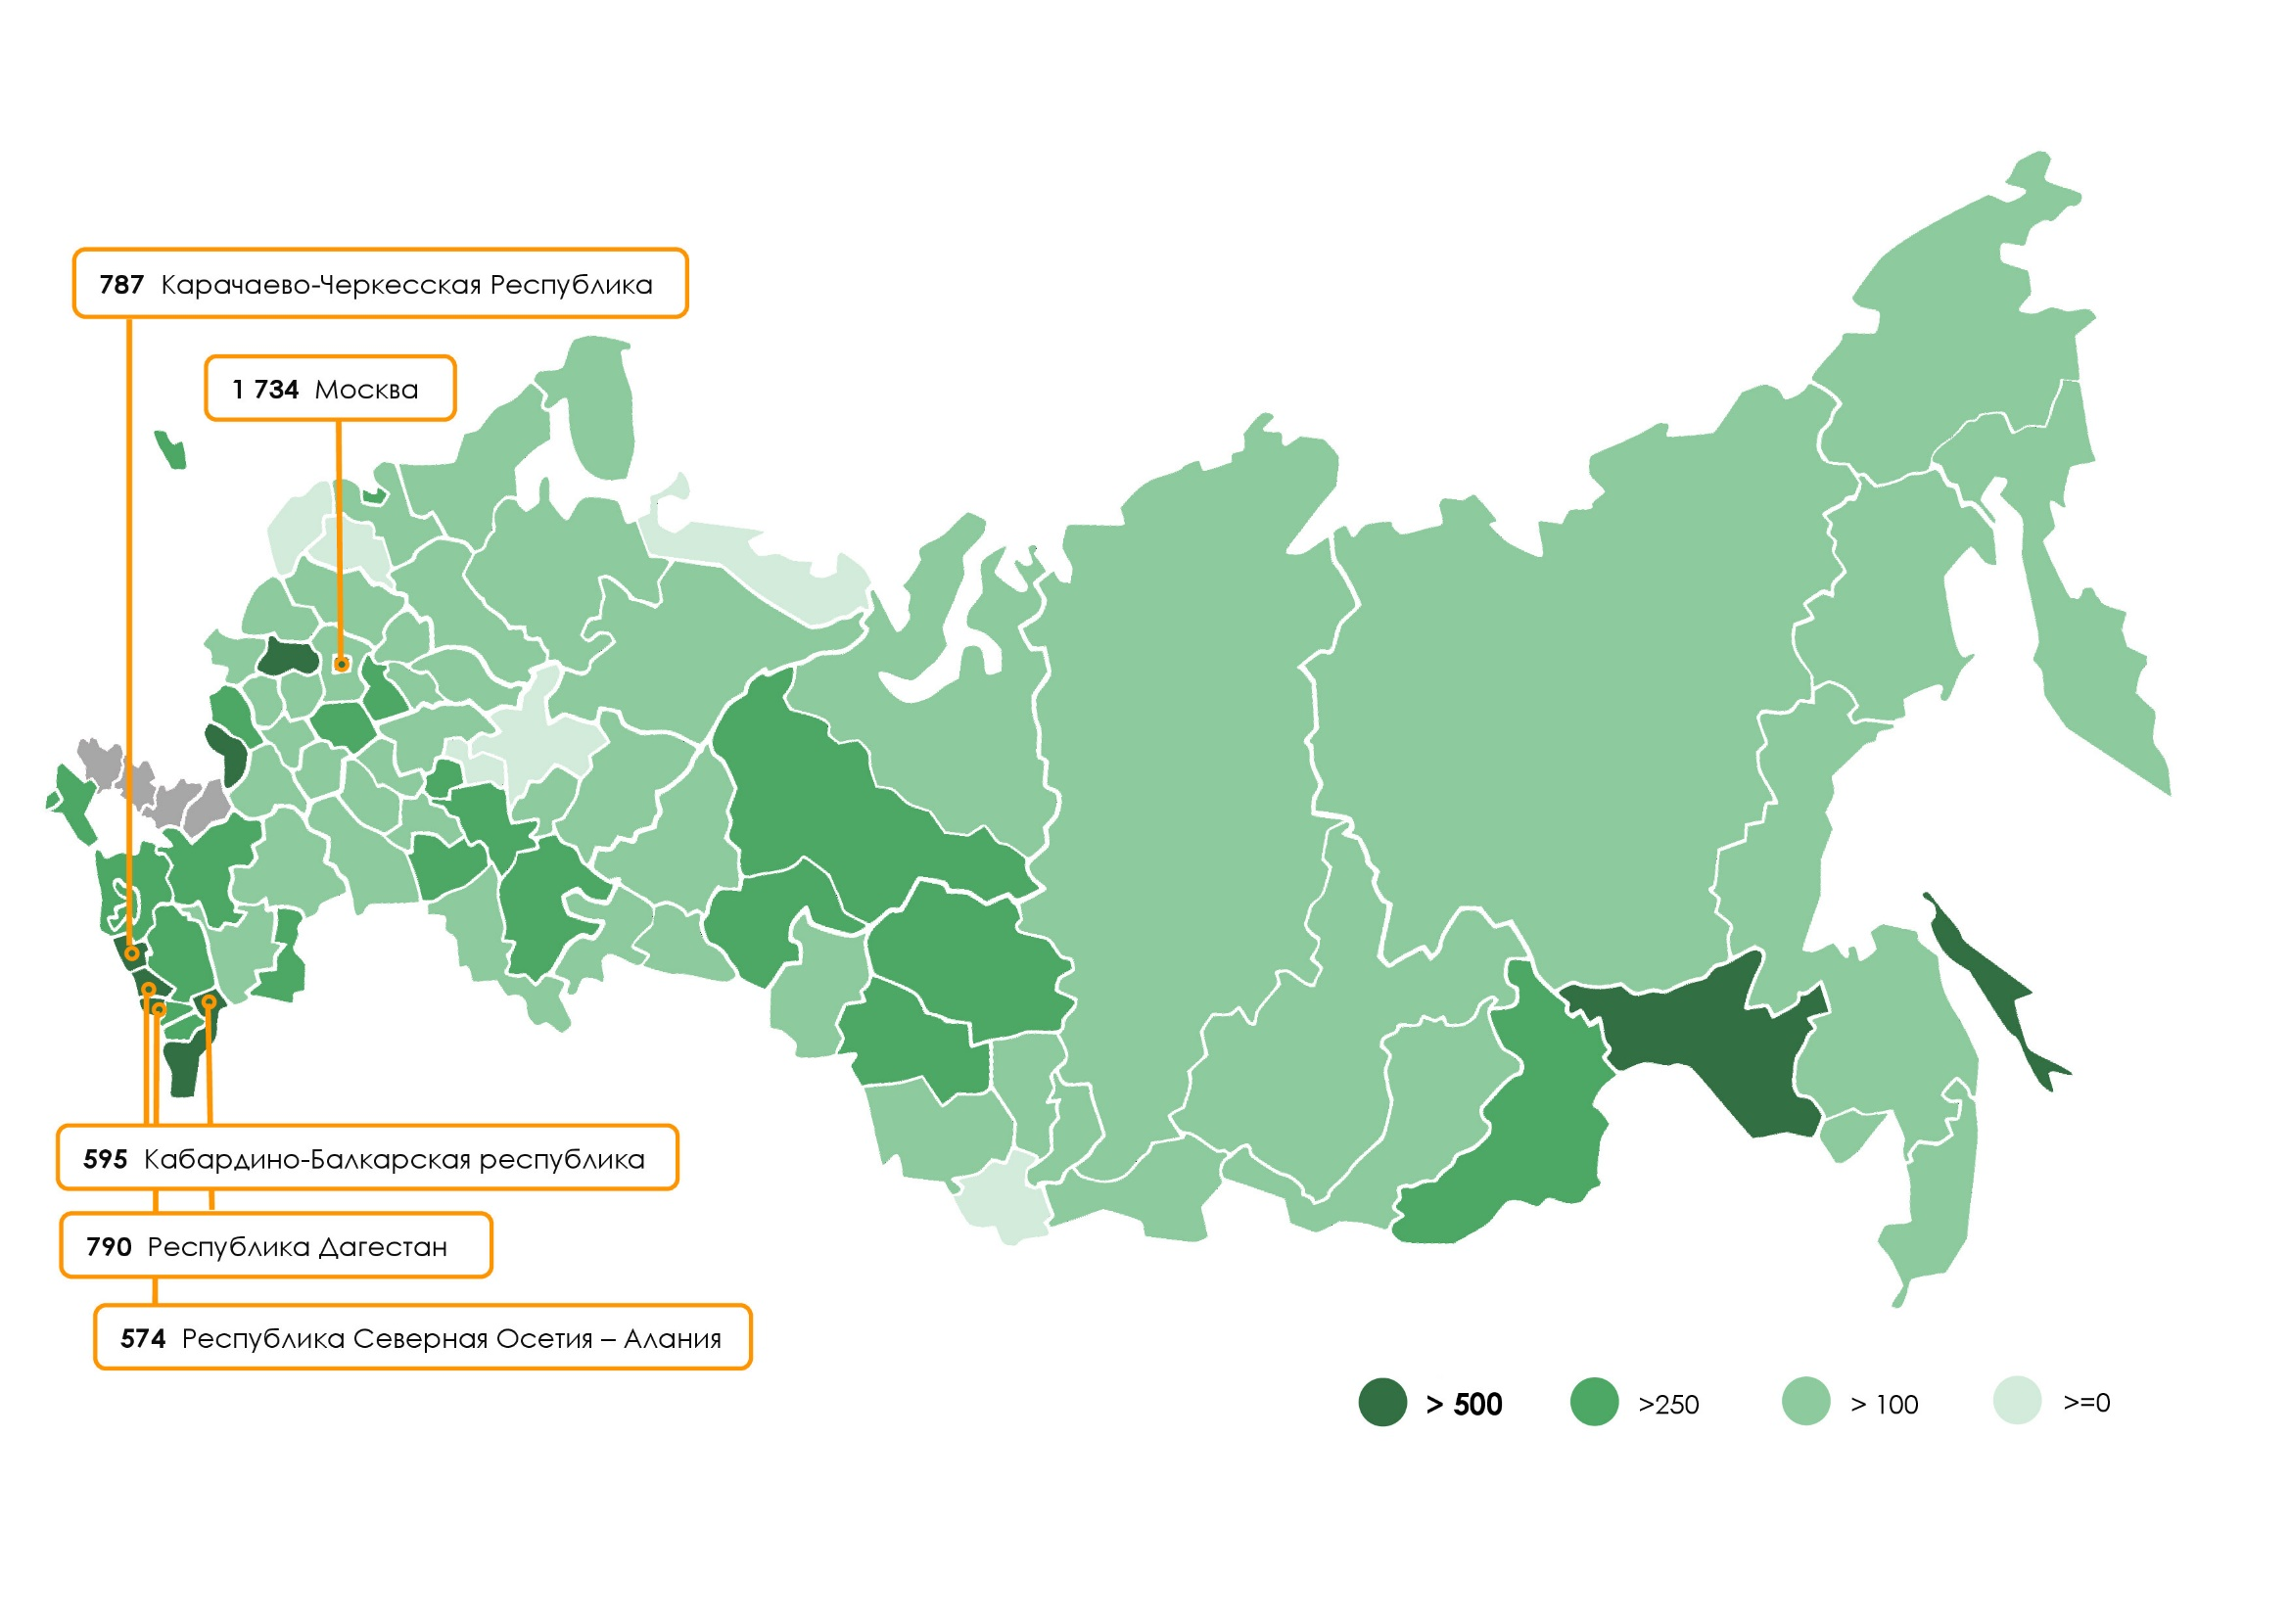 787 Карачаево-Черкесская Республика
1 734 Москва
595 Кабардино-Балкарская республика
790 Республика Дагестан
574 Республика Северная Осетия – Алания
> 500 >250 > 100 >=0